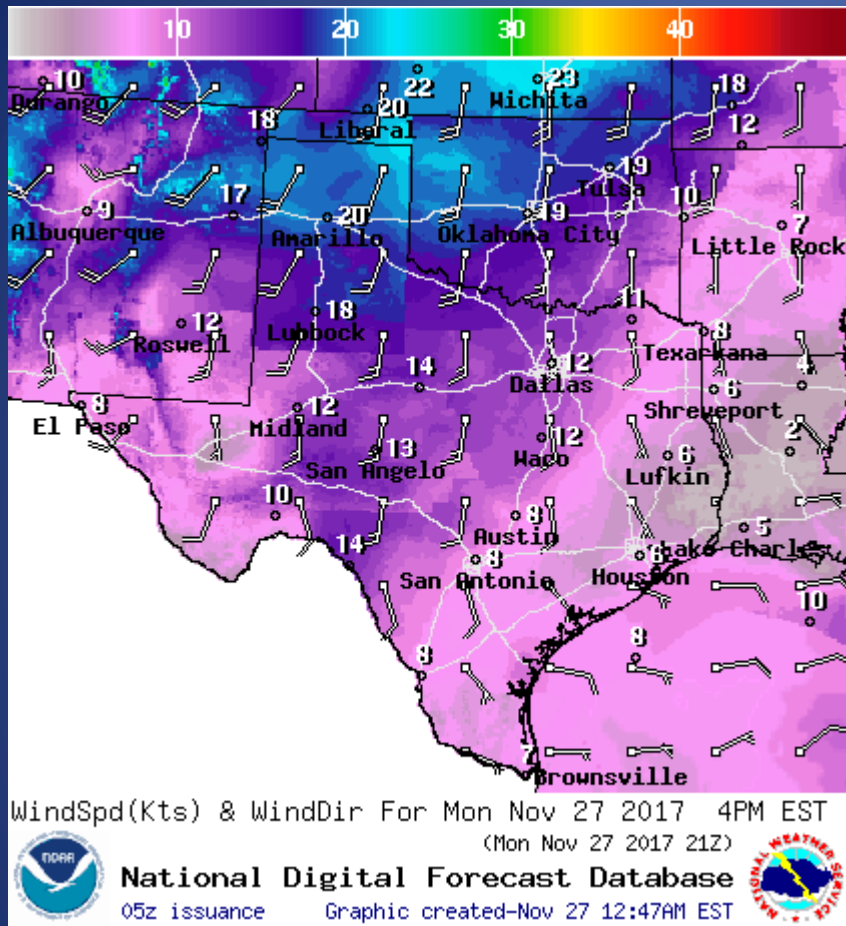 10 20 30 40
10 22 23 18
Durango Wichita
20
Liberal
18 12
19
Tulsa
9 17 20 19 10 7
Albuquerque Amarillo Oklahoma City Little Rock
12 18 11 8
Roswell Lubbock Texarkana
14 12 4
Dallas 6
Shreveport
8 12
El Paso Midland
13 12 6 2
San Angelo Waco Lufkin
10 8 5
Austin
14 8 6 Lake Charles
San Antonio Houston
10
8 8
7
Brownsville
WindSpd(Kts) & WindDir For Mon Nov 27 2017 4PM EST
(Mon Nov 27 2017 21Z)
National Digital Forecast Database
05z issuance Graphic created-Nov 27 12:47AM EST
NOAA
NATIONAL WEATHER SERVICE